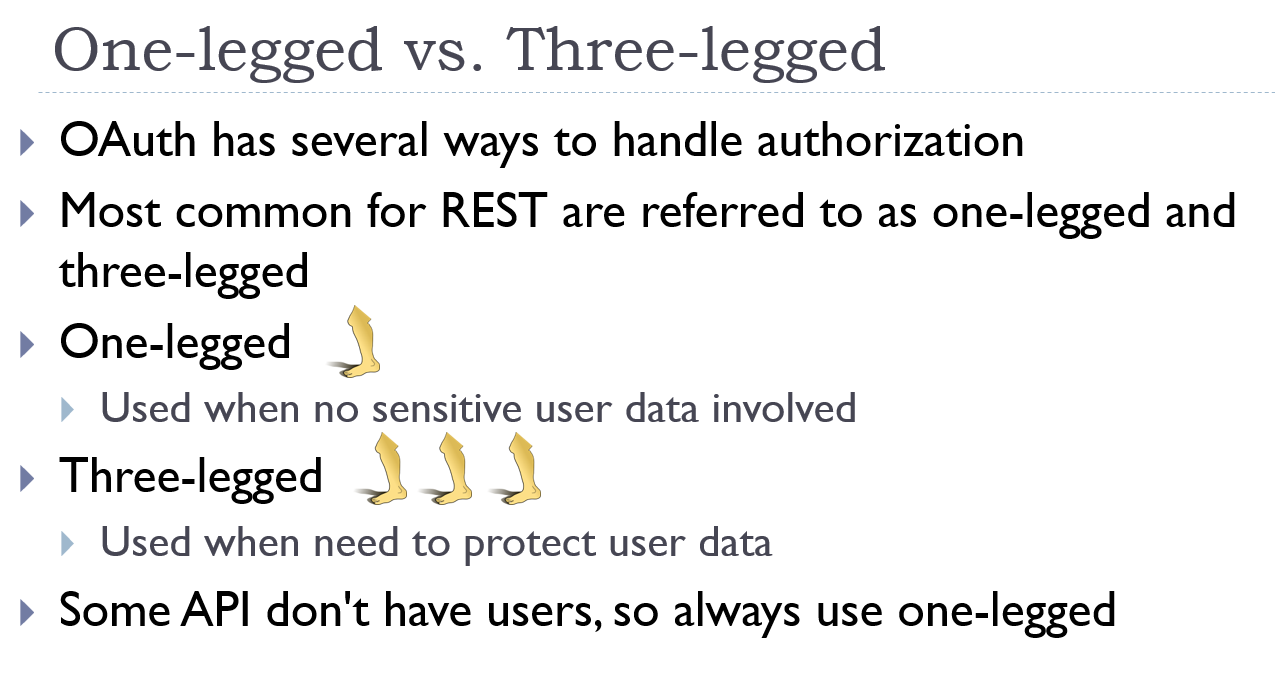 One-legged vs. Three-legged
OAuth has several ways to handle authorization
Most common for REST are referred to as one-legged and
three-legged
One-legged
Used when no sensitive user data involved
Three-legged
Used when need to protect user data
Some API don't have users, so always use one-legged